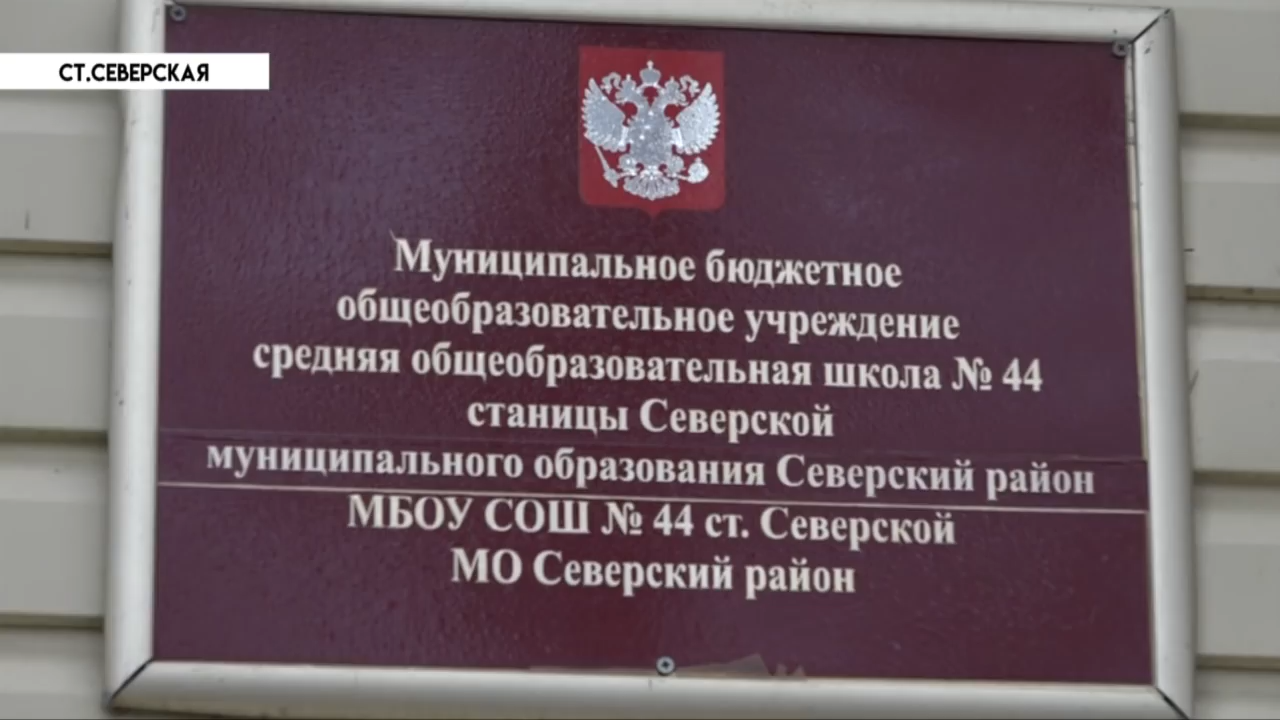 СТ.СЕВЕРСКАЯ
Муниципальное бюджетное
общеобразовательное учреждение
средняя общеобразовательная школа № 44
станицы Северской
муниципального образования Северский район
МБОУ СОШ № 44 ст. Северской
МО Северский район